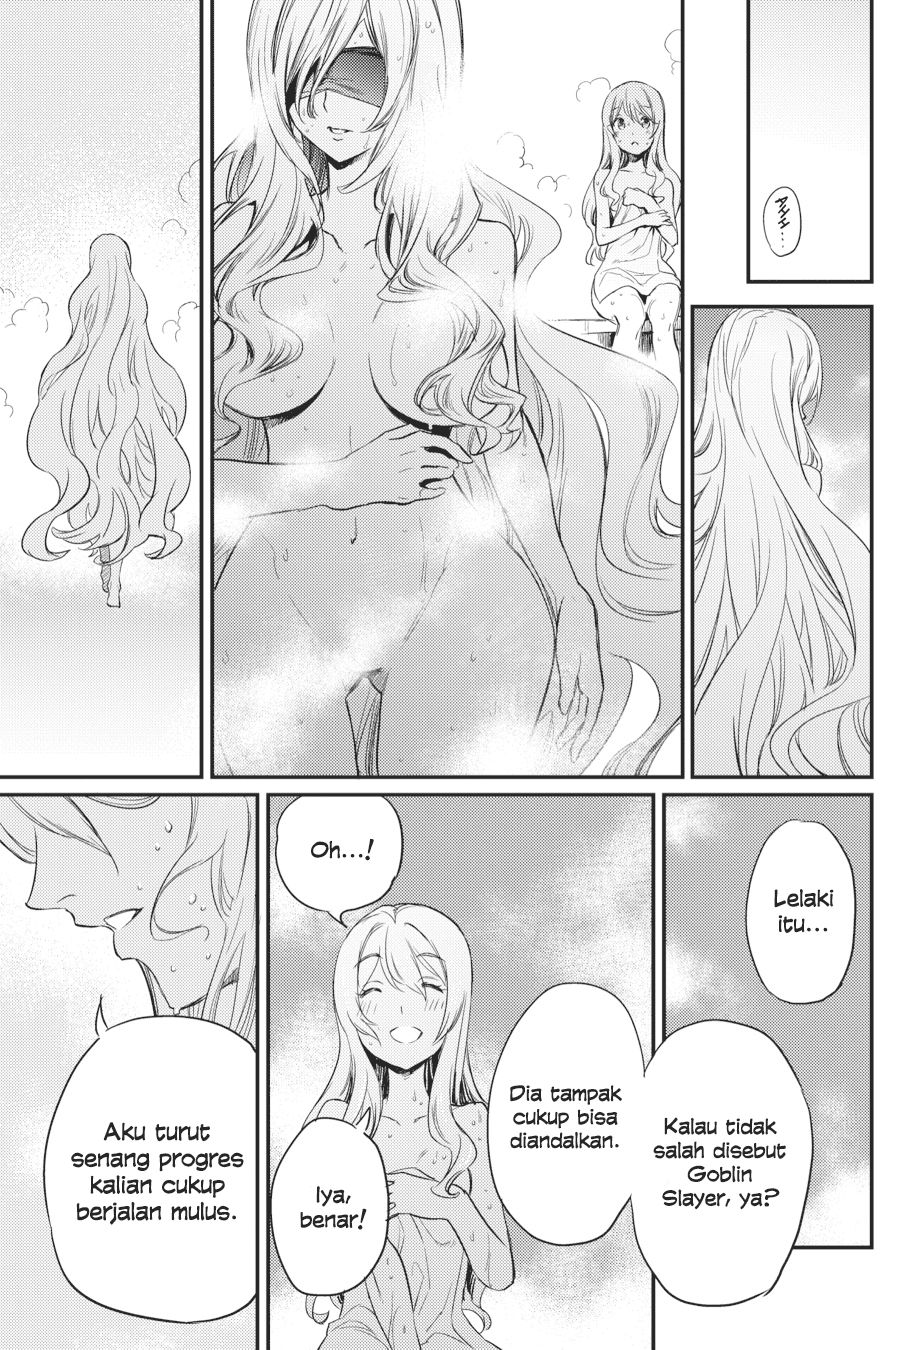 AHH...
Lelaki
itu...
Kalau tidak
salah disebut
Goblin
Slayer, ya?
Dia tampak
cukup bisa
diandalkan.
Oh...!
Iya,
benar!
Aku turut
senang progres
kalian cukup
berjalan mulus.